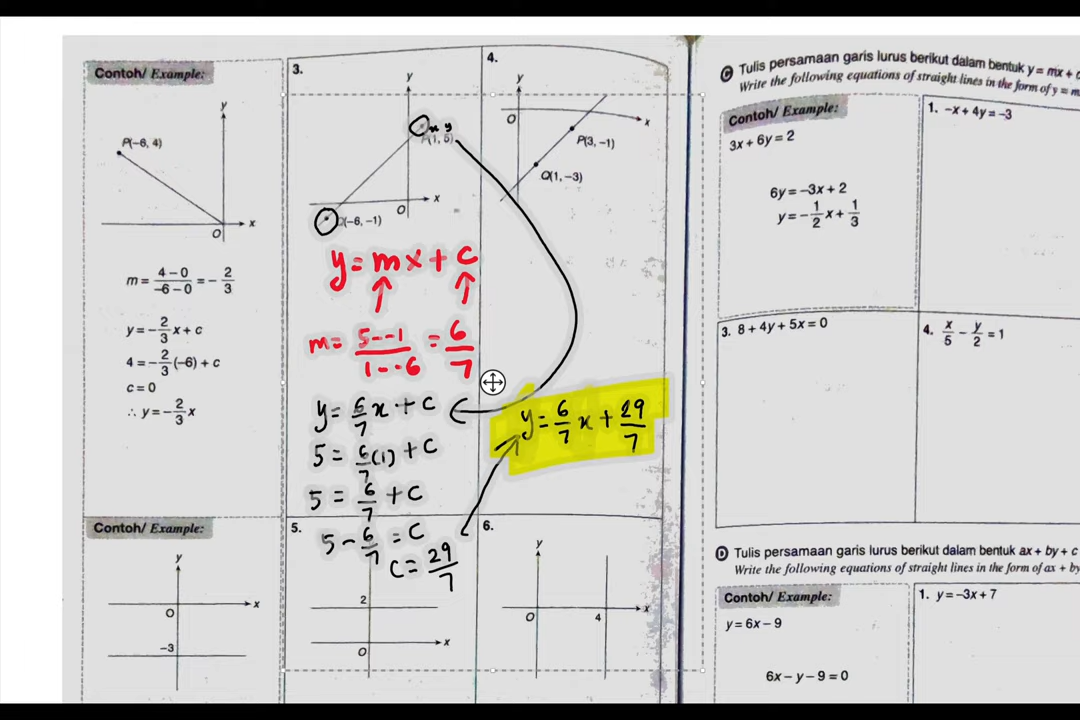 Contoh/ Example:
y
P(-6, 4)
x
O
m = 4 – 0 / –6 – 0 = – 2/3
y = – 2/3 x + c
4 = – 2/3 (–6) + c
c = 0
∴ y = – 2/3 x
3.
y
x y
P(1, 5)
x
O
(-6, -1)
y = mx + c
m = 5 - -1 / 1 - -6 = 6/7
y = 6/7 x + c
5 = 6/7 (1) + c
5 = 6/7 + c
5 - 6/7 = c
c = 29/7
4.
y
O
x
P(3, -1)
Q(1, -3)
y = 6/7 x + 29/7
Contoh/ Example:
y
x
O
-3
5.
2
x
O
6.
y
x
O
4
C Tulis persamaan garis lurus berikut dalam bentuk y = mx +
Write the following equations of straight lines in the form of y = m
Contoh/ Example:
3x + 6y = 2
6y = –3x + 2
y = – 1/2 x + 1/3
1. –x + 4y = –3
3. 8 + 4y + 5x = 0
4. x/5 – y/2 = 1
D Tulis persamaan garis lurus berikut dalam bentuk ax + by + c
Write the following equations of straight lines in the form of ax + by
Contoh/ Example:
y = 6x – 9
6x – y – 9 = 0
1. y = –3x + 7